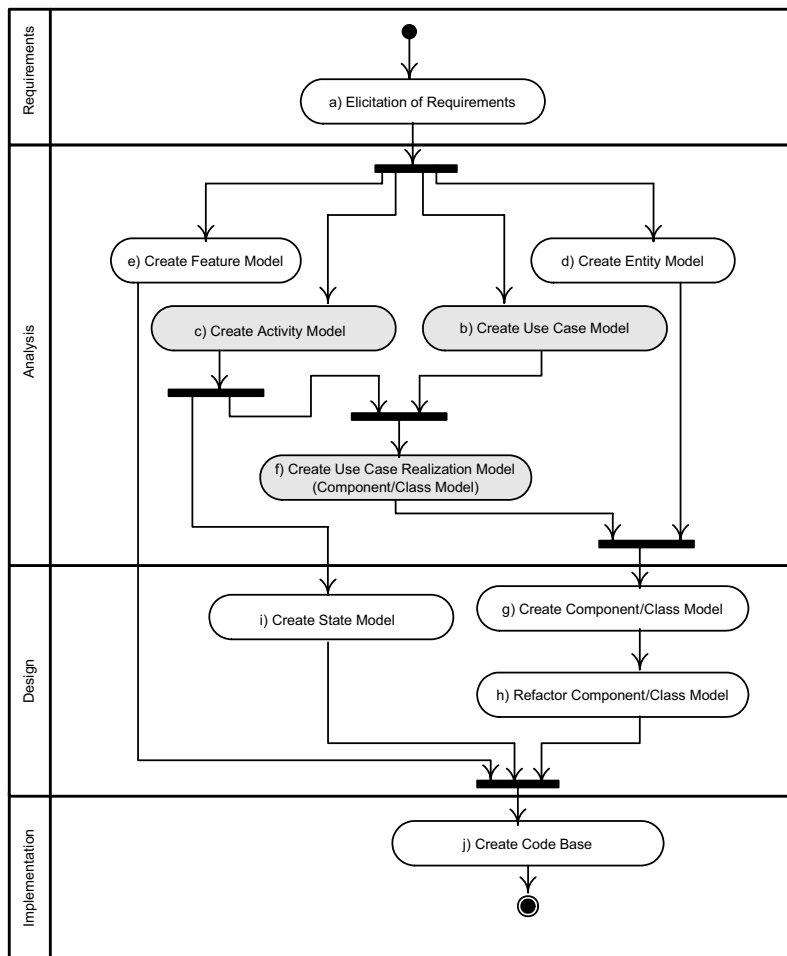 Requirements
a) Elicitation of Requirements
Analysis
e) Create Feature Model
d) Create Entity Model
c) Create Activity Model
b) Create Use Case Model
f) Create Use Case Realization Model
(Component/Class Model)
Design
g) Create Component/Class Model
i) Create State Model
h) Refactor Component/Class Model
Implementation
j) Create Code Base